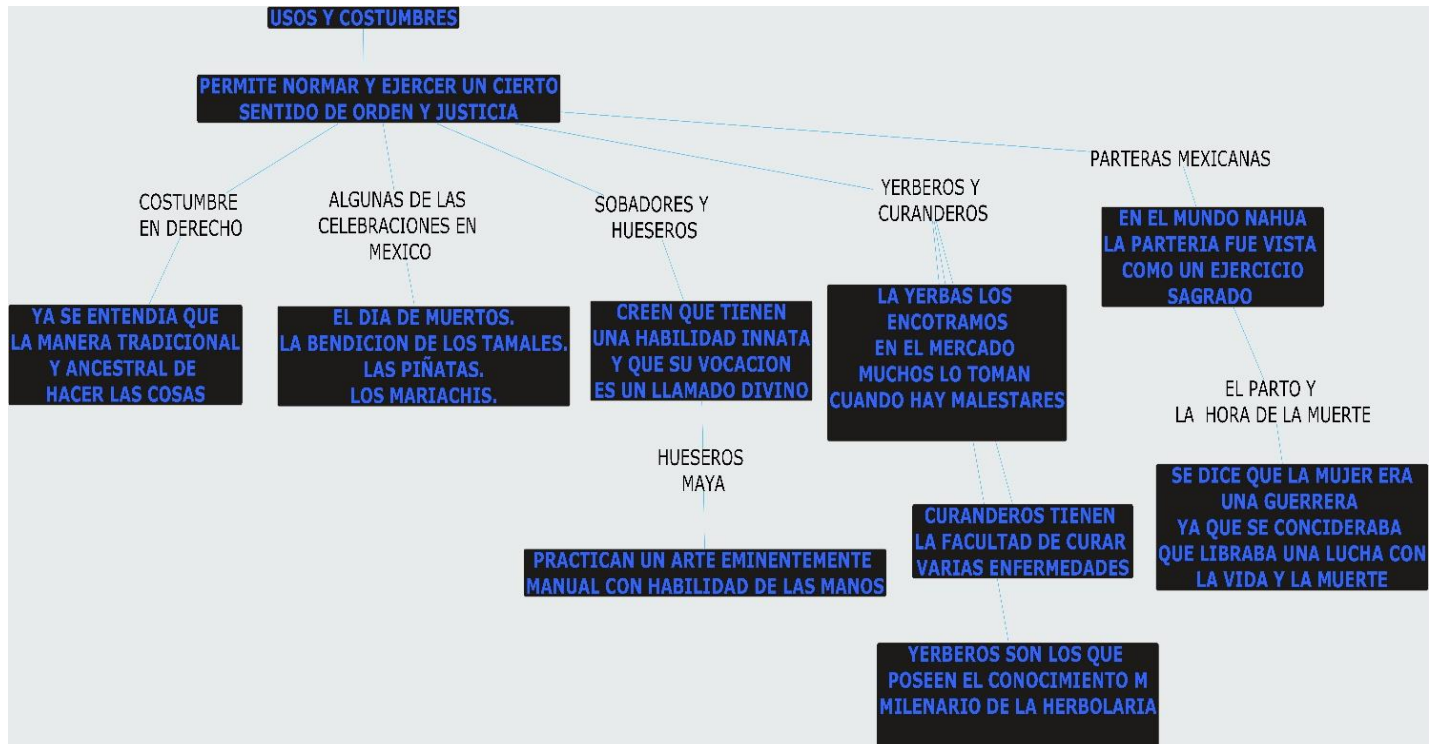 USOS Y COSTUMBRES
PERMITE NORMAR Y EJERCER UN CIERTO
SENTIDO DE ORDEN Y JUSTICIA
COSTUMBRE
EN DERECHO
YA SE ENTENDIA QUE
LA MANERA TRADICIONAL
Y ANCESTRAL DE
HACER LAS COSAS
ALGUNAS DE LAS
CELEBRACIONES EN
MEXICO
EL DIA DE MUERTOS.
LA BENDICION DE LOS TAMALES.
LAS PIÑATAS.
LOS MARIACHIS.
SOBADORES Y
HUESEROS
CREEN QUE TIENEN
UNA HABILIDAD INNATA
Y QUE SU VOCACION
ES UN LLAMADO DIVINO
HUESEROS
MAYA
PRACTICAN UN ARTE EMINENTEMENTE
MANUAL CON HABILIDAD DE LAS MANOS
YERBEROS Y
CURANDEROS
LA YERBAS LOS
ENCOTRAMOS
EN EL MERCADO
MUCHOS LO TOMAN
CUANDO HAY MALESTARES
CURANDEROS TIENEN
LA FACULTAD DE CURAR
VARIAS ENFERMEDADES
YERBEROS SON LOS QUE
POSEEN EL CONOCIMIENTO M
MILENARIO DE LA HERBOLARIA
PARTERAS MEXICANAS
EN EL MUNDO NAHUA
LA PARTERIA FUE VISTA
COMO UN EJERCICIO
SAGRADO
EL PARTO Y
LA HORA DE LA MUERTE
SE DICE QUE LA MUJER ERA
UNA GUERRERA
YA QUE SE CONCIDERABA
QUE LIBRABA UNA LUCHA CON
LA VIDA Y LA MUERTE